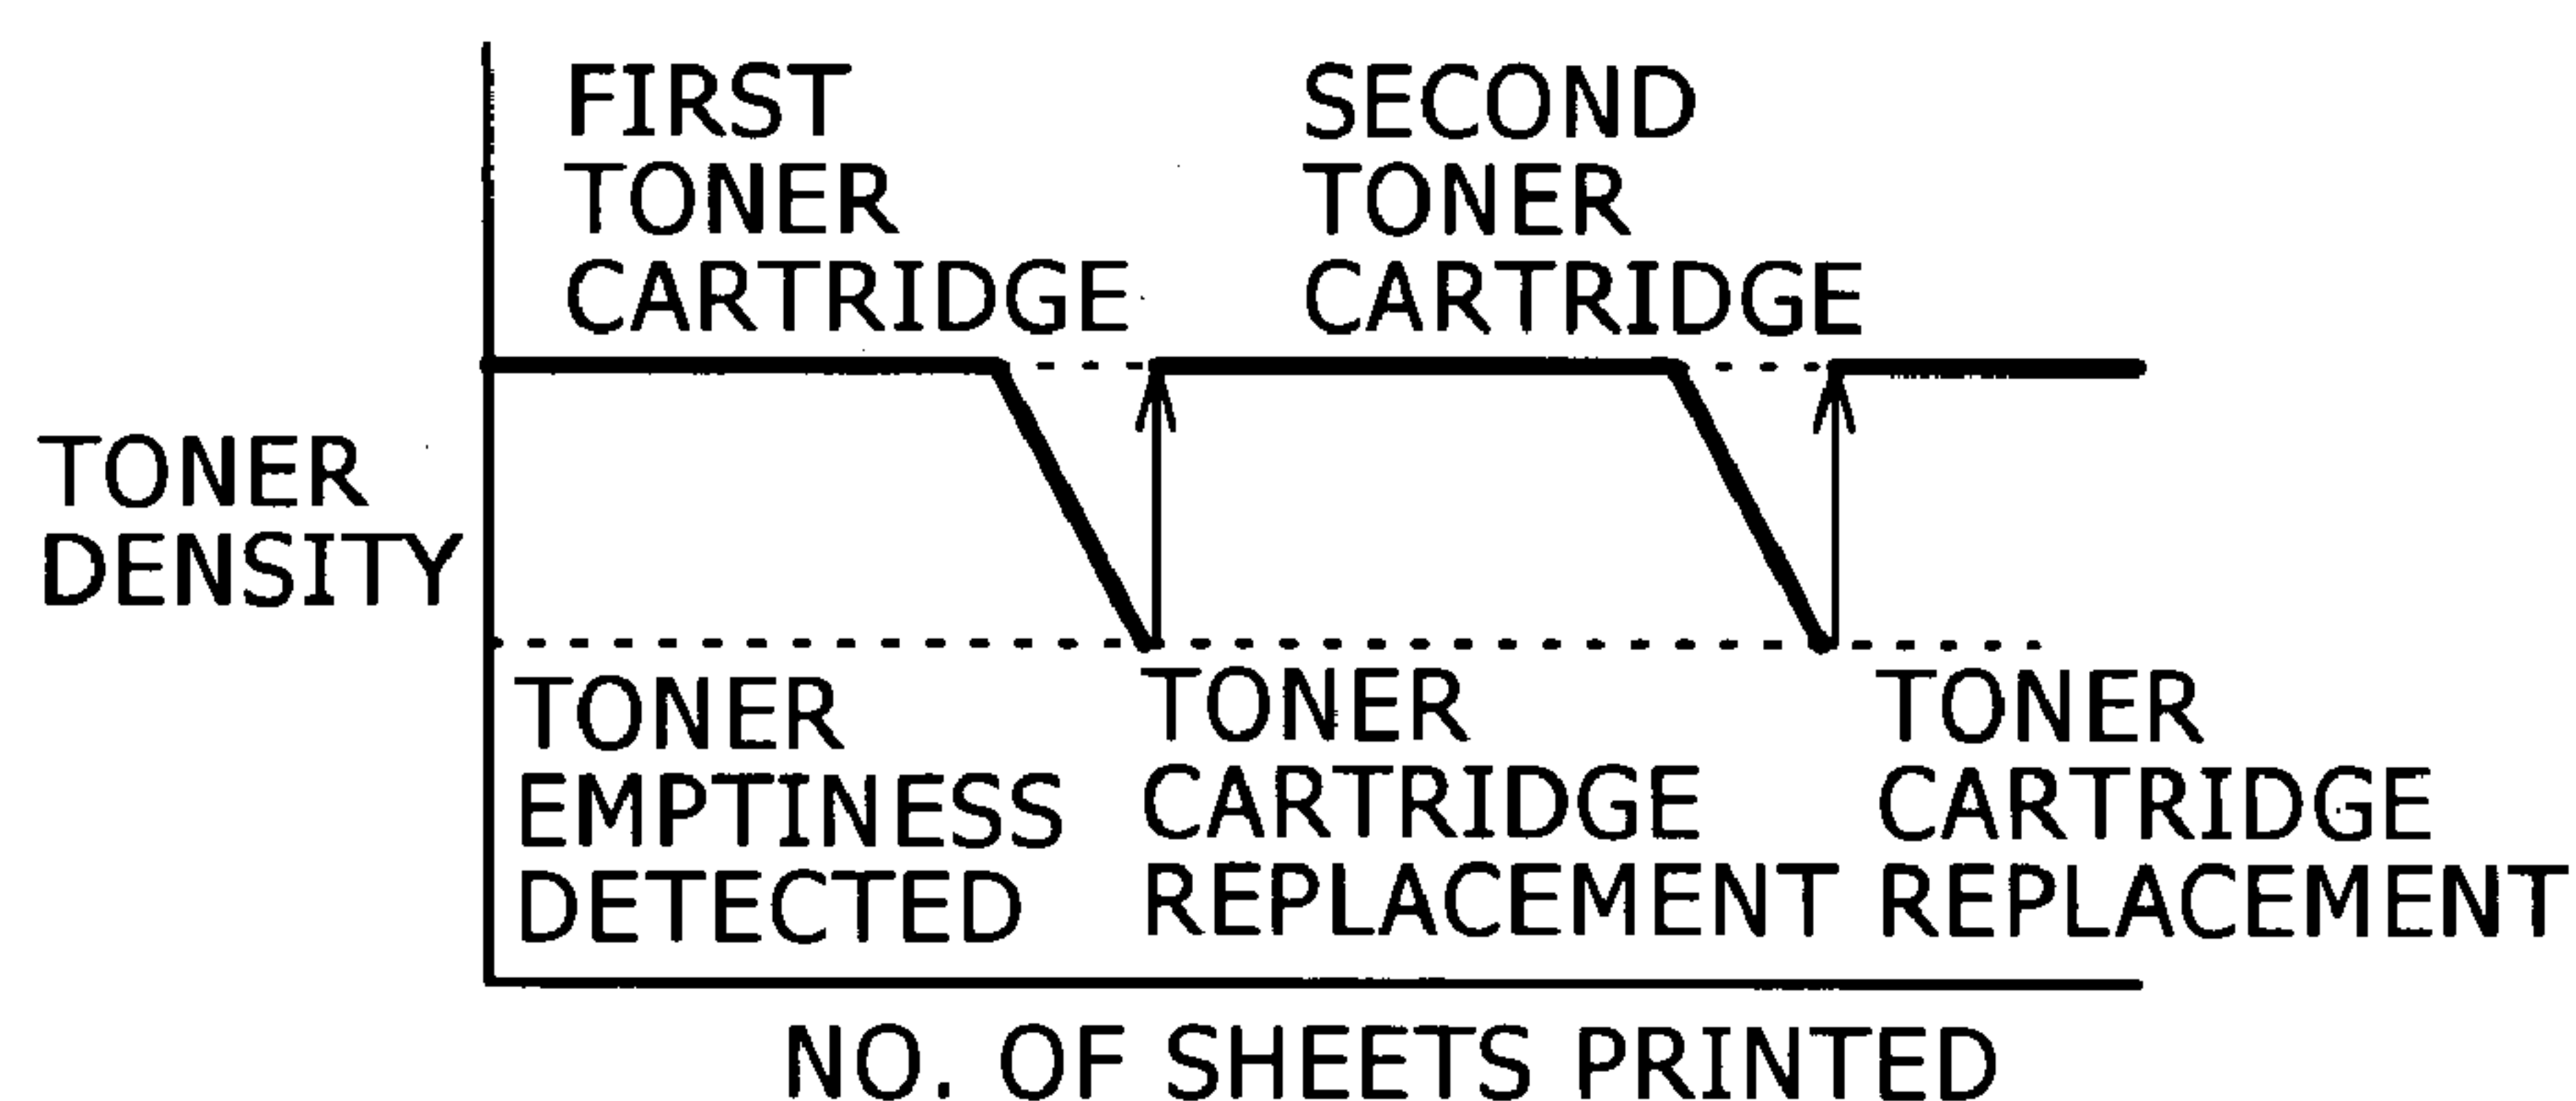 FIRST
TONER
CARTRIDGE
SECOND
TONER
CARTRIDGE
TONER
DENSITY
TONER
EMPTINESS
DETECTED
TONER
CARTRIDGE
REPLACEMENT
TONER
CARTRIDGE
REPLACEMENT
NO. OF SHEETS PRINTED